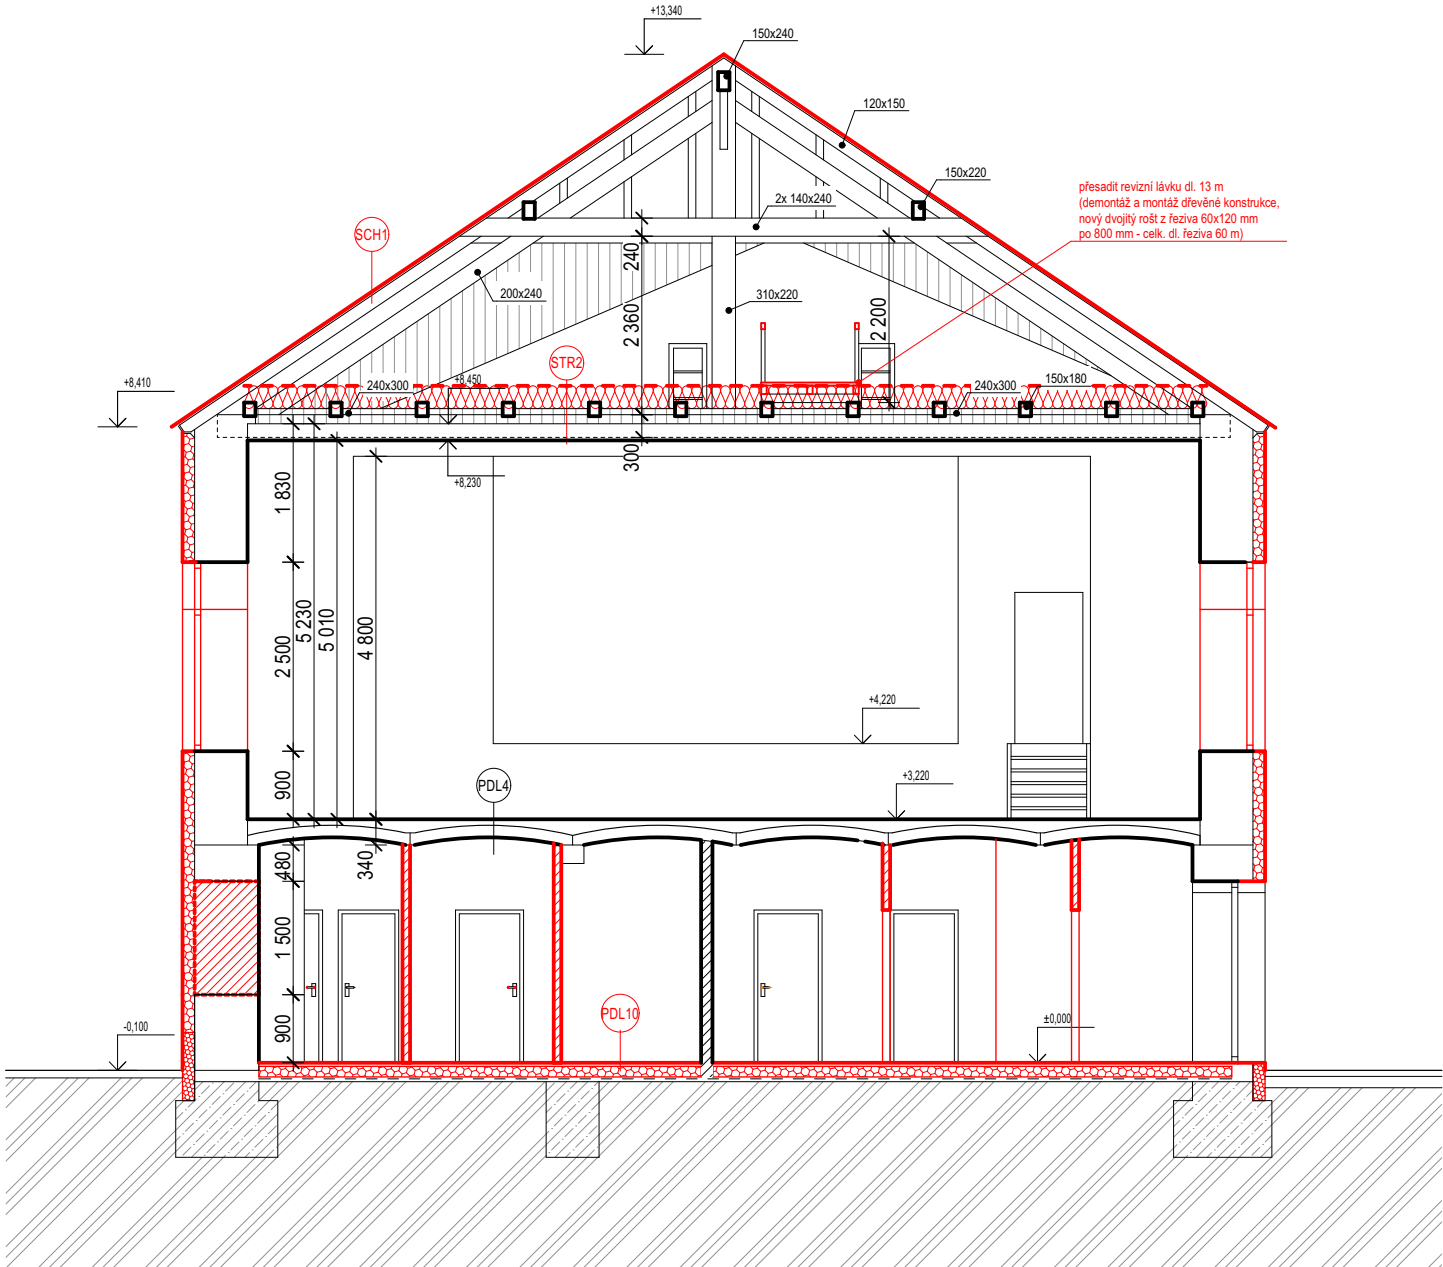 +13,340
150x240
120x150
150x220
2x 140x240
přesadit revizní lávku dl. 13 m
(demontáž a montáž dřevěné konstrukce,
nový dvojitý rošt z řeziva 60x120 mm
po 800 mm - celk. dl. řeziva 60 m)
SCH1
240
200x240
310x220
2 360
2 200
STR2
+8,410
240x300
+8,450
240x300
150x180
300
+8,230
1 830
5 230
5 010
4 800
2 500
+4,220
900
PDL4
+3,220
480
340
1 500
900
PDL10
-0,100
±0,000